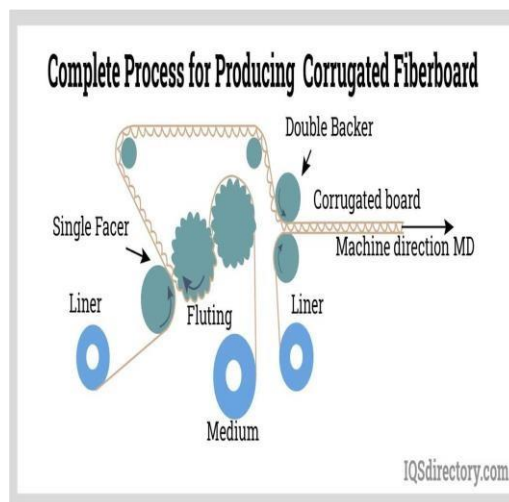 Complete Process for Producing Corrugated Fiberboard
Double Backer
Corrugated board
Single Facer
Machine direction MD
Liner
Fluting
Liner
Medium
IQSdirectory.com